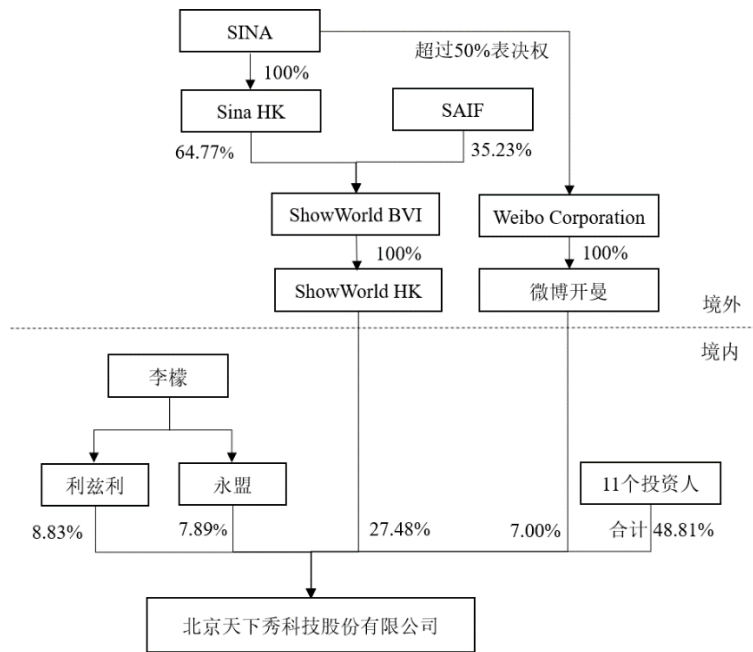 SINA
超过50%表决权
100%
Sina HK
SAIF
64.77%
35.23%
ShowWorld BVI
Weibo Corporation
100%
100%
ShowWorld HK
微博开曼
境外
境内
李檬
利兹利
永盟
11个投资人
8.83%
7.89%
27.48%
7.00%
合计48.81%
北京天下秀科技股份有限公司